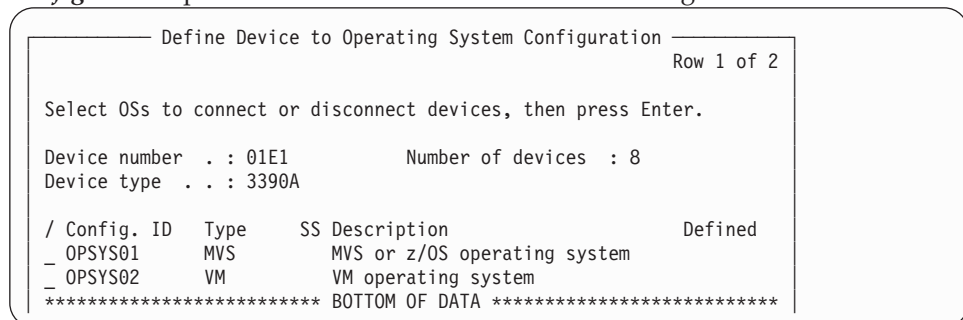 Define Device to Operating System Configuration
Row 1 of 2
Select OSs to connect or disconnect devices, then press Enter.
Device number . : 01E1 Number of devices : 8
Device type . . : 3390A
/ Config. ID Type SS Description Defined
_ OPSYS01 MVS MVS or z/OS operating system
_ OPSYS02 VM VM operating system
************************** BOTTOM OF DATA ***************************